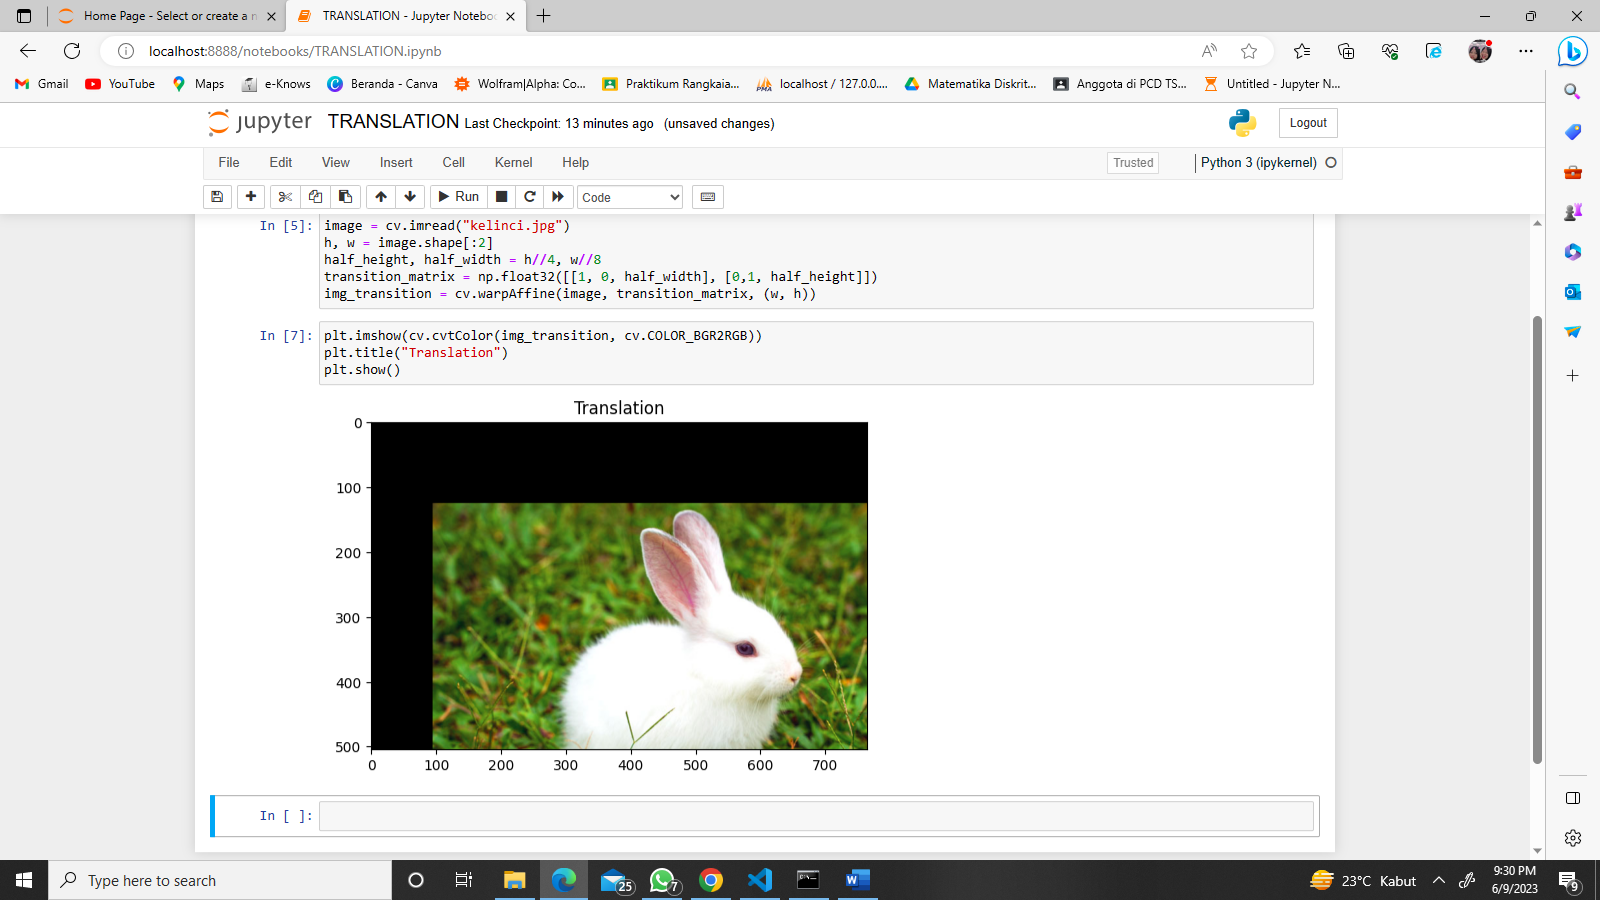 Home Page - Select or create a n
TRANSLATION - Jupyter Noteboo
localhost:8888/notebooks/TRANSLATION.ipynb
Gmail
YouTube
Maps
e-Knows
Beranda - Canva
Wolfram|Alpha: Co...
Praktikum Rangkaia...
localhost / 127.0.0....
Matematika Diskrit...
Anggota di PCD TS...
Untitled - Jupyter N...
jupyter TRANSLATION Last Checkpoint: 13 minutes ago (unsaved changes)
Logout
File Edit View Insert Cell Kernel Help
Trusted
Python 3 (ipykernel)
Run
Code
In [5]:
image = cv.imread("kelinci.jpg")
h, w = image.shape[:2]
half_height, half_width = h//4, w//8
transition_matrix = np.float32([[1, 0, half_width], [0,1, half_height]])
img_transition = cv.warpAffine(image, transition_matrix, (w, h))
In [7]:
plt.imshow(cv.cvtColor(img_transition, cv.COLOR_BGR2RGB))
plt.title("Translation")
plt.show()
Translation
0
100
200
300
400
500
0 100 200 300 400 500 600 700
In [ ]:
Type here to search
25
7
23°C Kabut
9:30 PM
6/9/2023
9